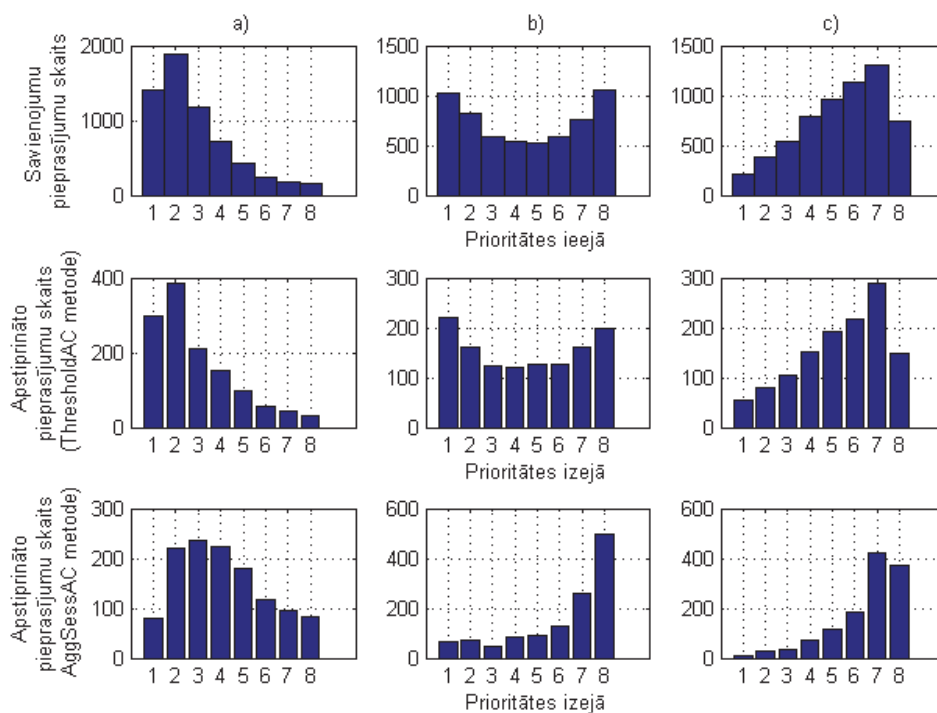 a)
b)
c)
Savienojumu
pieprasījumu skaits
2000
1000
0
1 2 3 4 5 6 7 8
1500
1000
500
0
1 2 3 4 5 6 7 8
Prioritātes ieejā
1500
1000
500
0
1 2 3 4 5 6 7 8
Apstiprināto
pieprasījumu skaits
(ThresholdAC metode)
400
200
0
1 2 3 4 5 6 7 8
300
200
100
0
1 2 3 4 5 6 7 8
Prioritātes izejā
300
200
100
0
1 2 3 4 5 6 7 8
Apstiprināto
pieprasījumu skaits
AggSessAC metode)
300
200
100
0
1 2 3 4 5 6 7 8
600
400
200
0
1 2 3 4 5 6 7 8
Prioritātes izejā
600
400
200
0
1 2 3 4 5 6 7 8